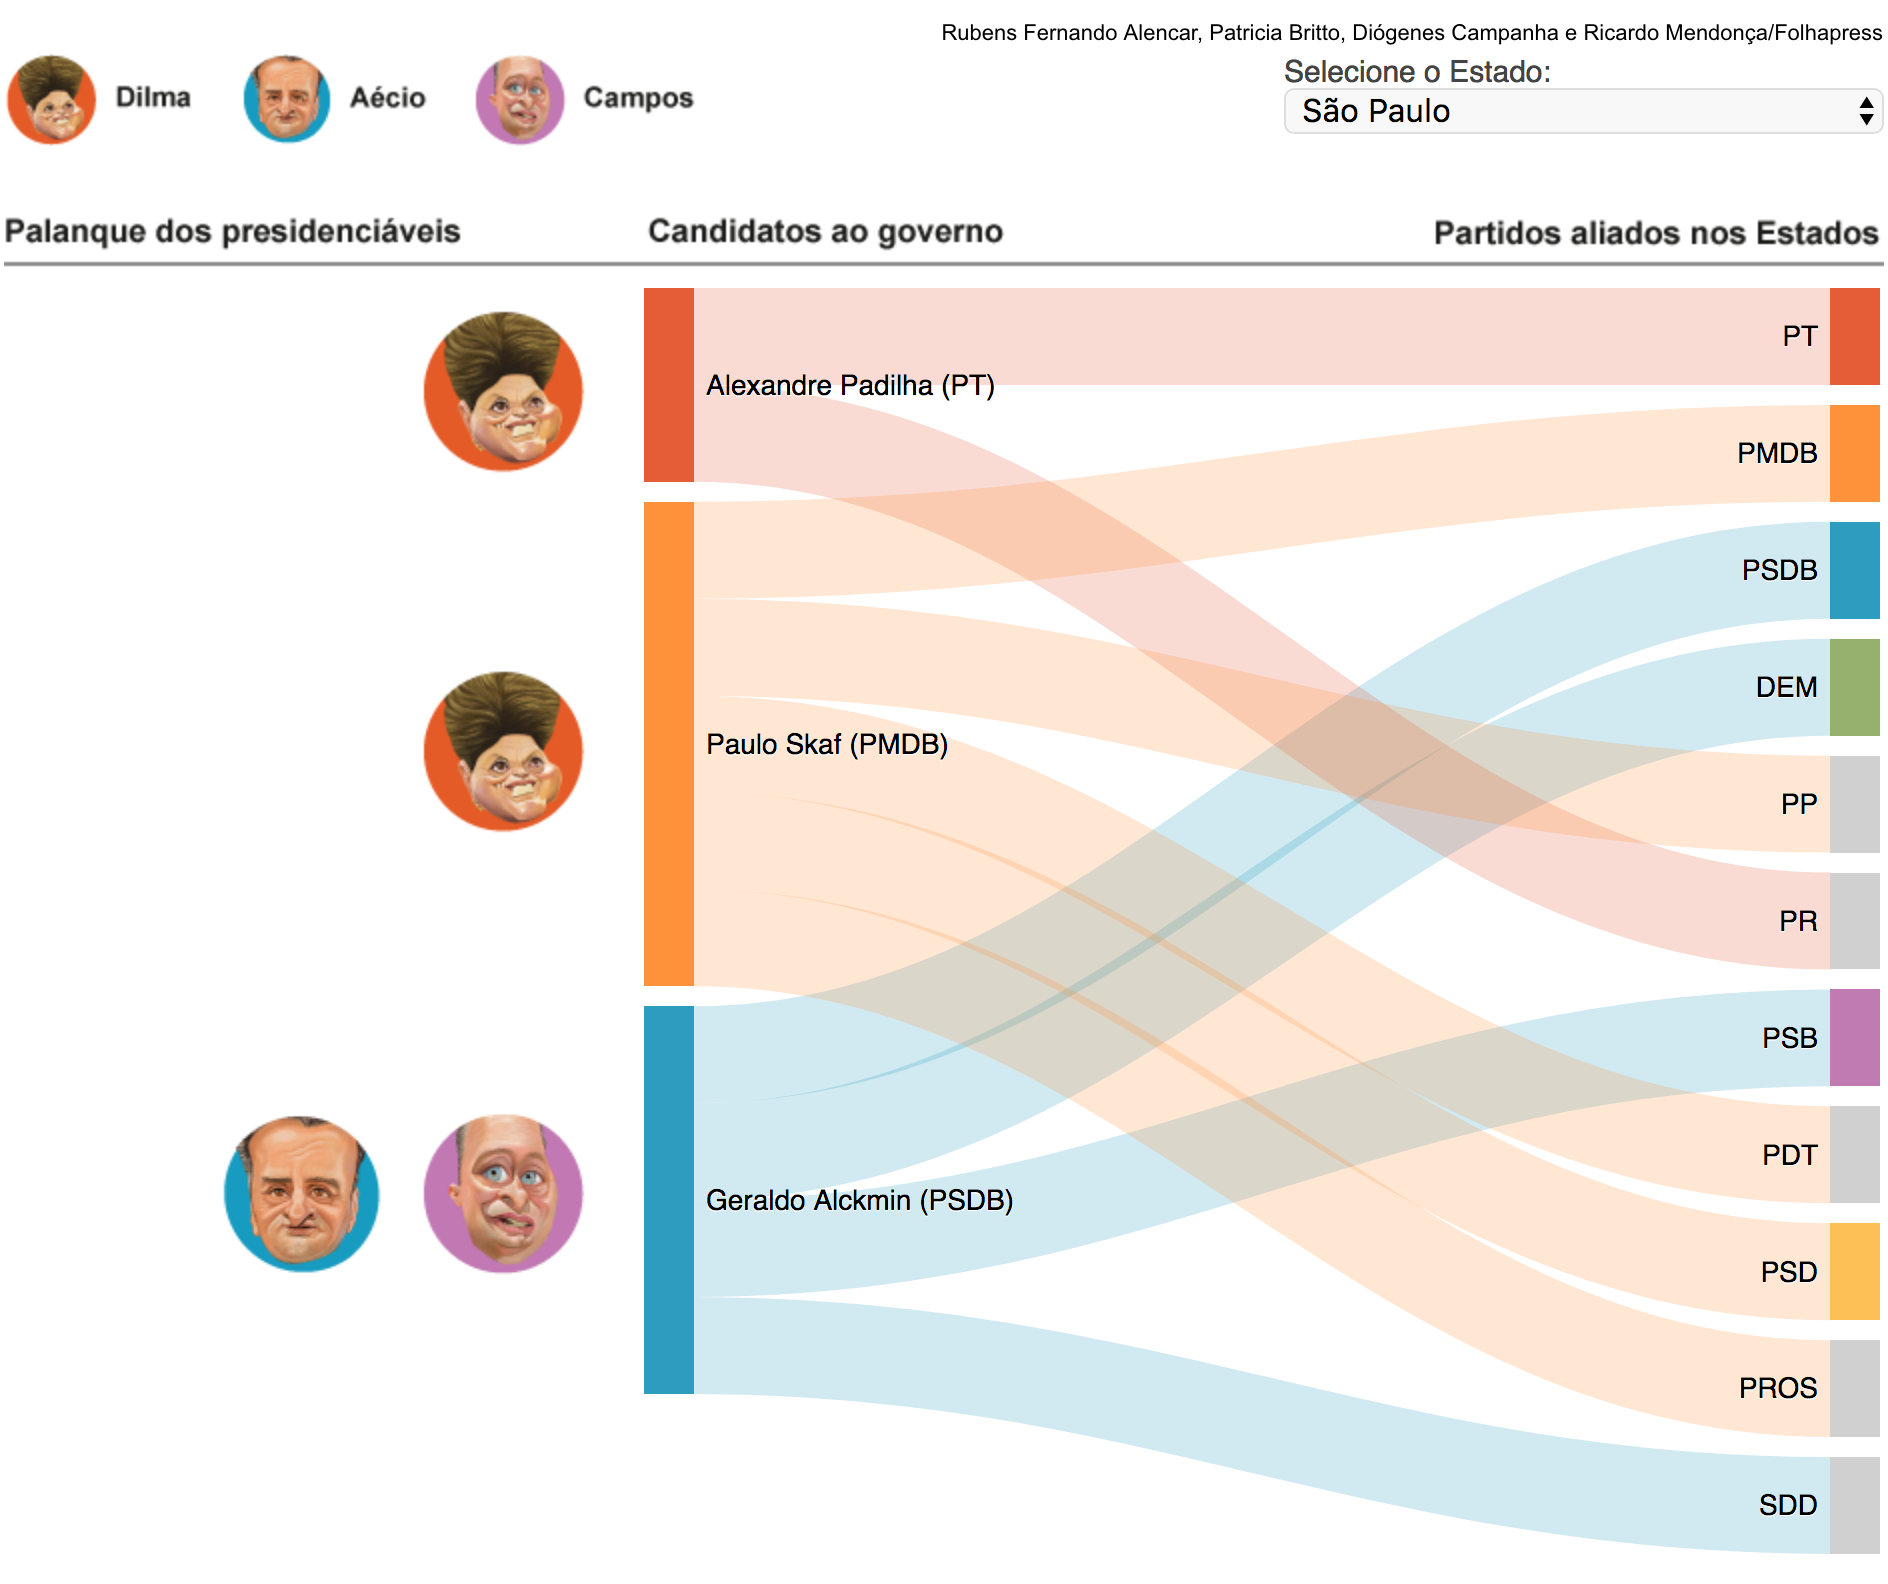 Rubens Fernando Alencar, Patricia Britto, Diógenes Campanha e Ricardo Mendonça/Folhapress
Dilma
Aécio
Campos
Selecione o Estado:
São Paulo
Palanque dos presidenciáveis
Candidatos ao governo
Partidos aliados nos Estados
Alexandre Padilha (PT)
Paulo Skaf (PMDB)
Geraldo Alckmin (PSDB)
PT
PMDB
PSDB
DEM
PP
PR
PSB
PDT
PSD
PROS
SDD